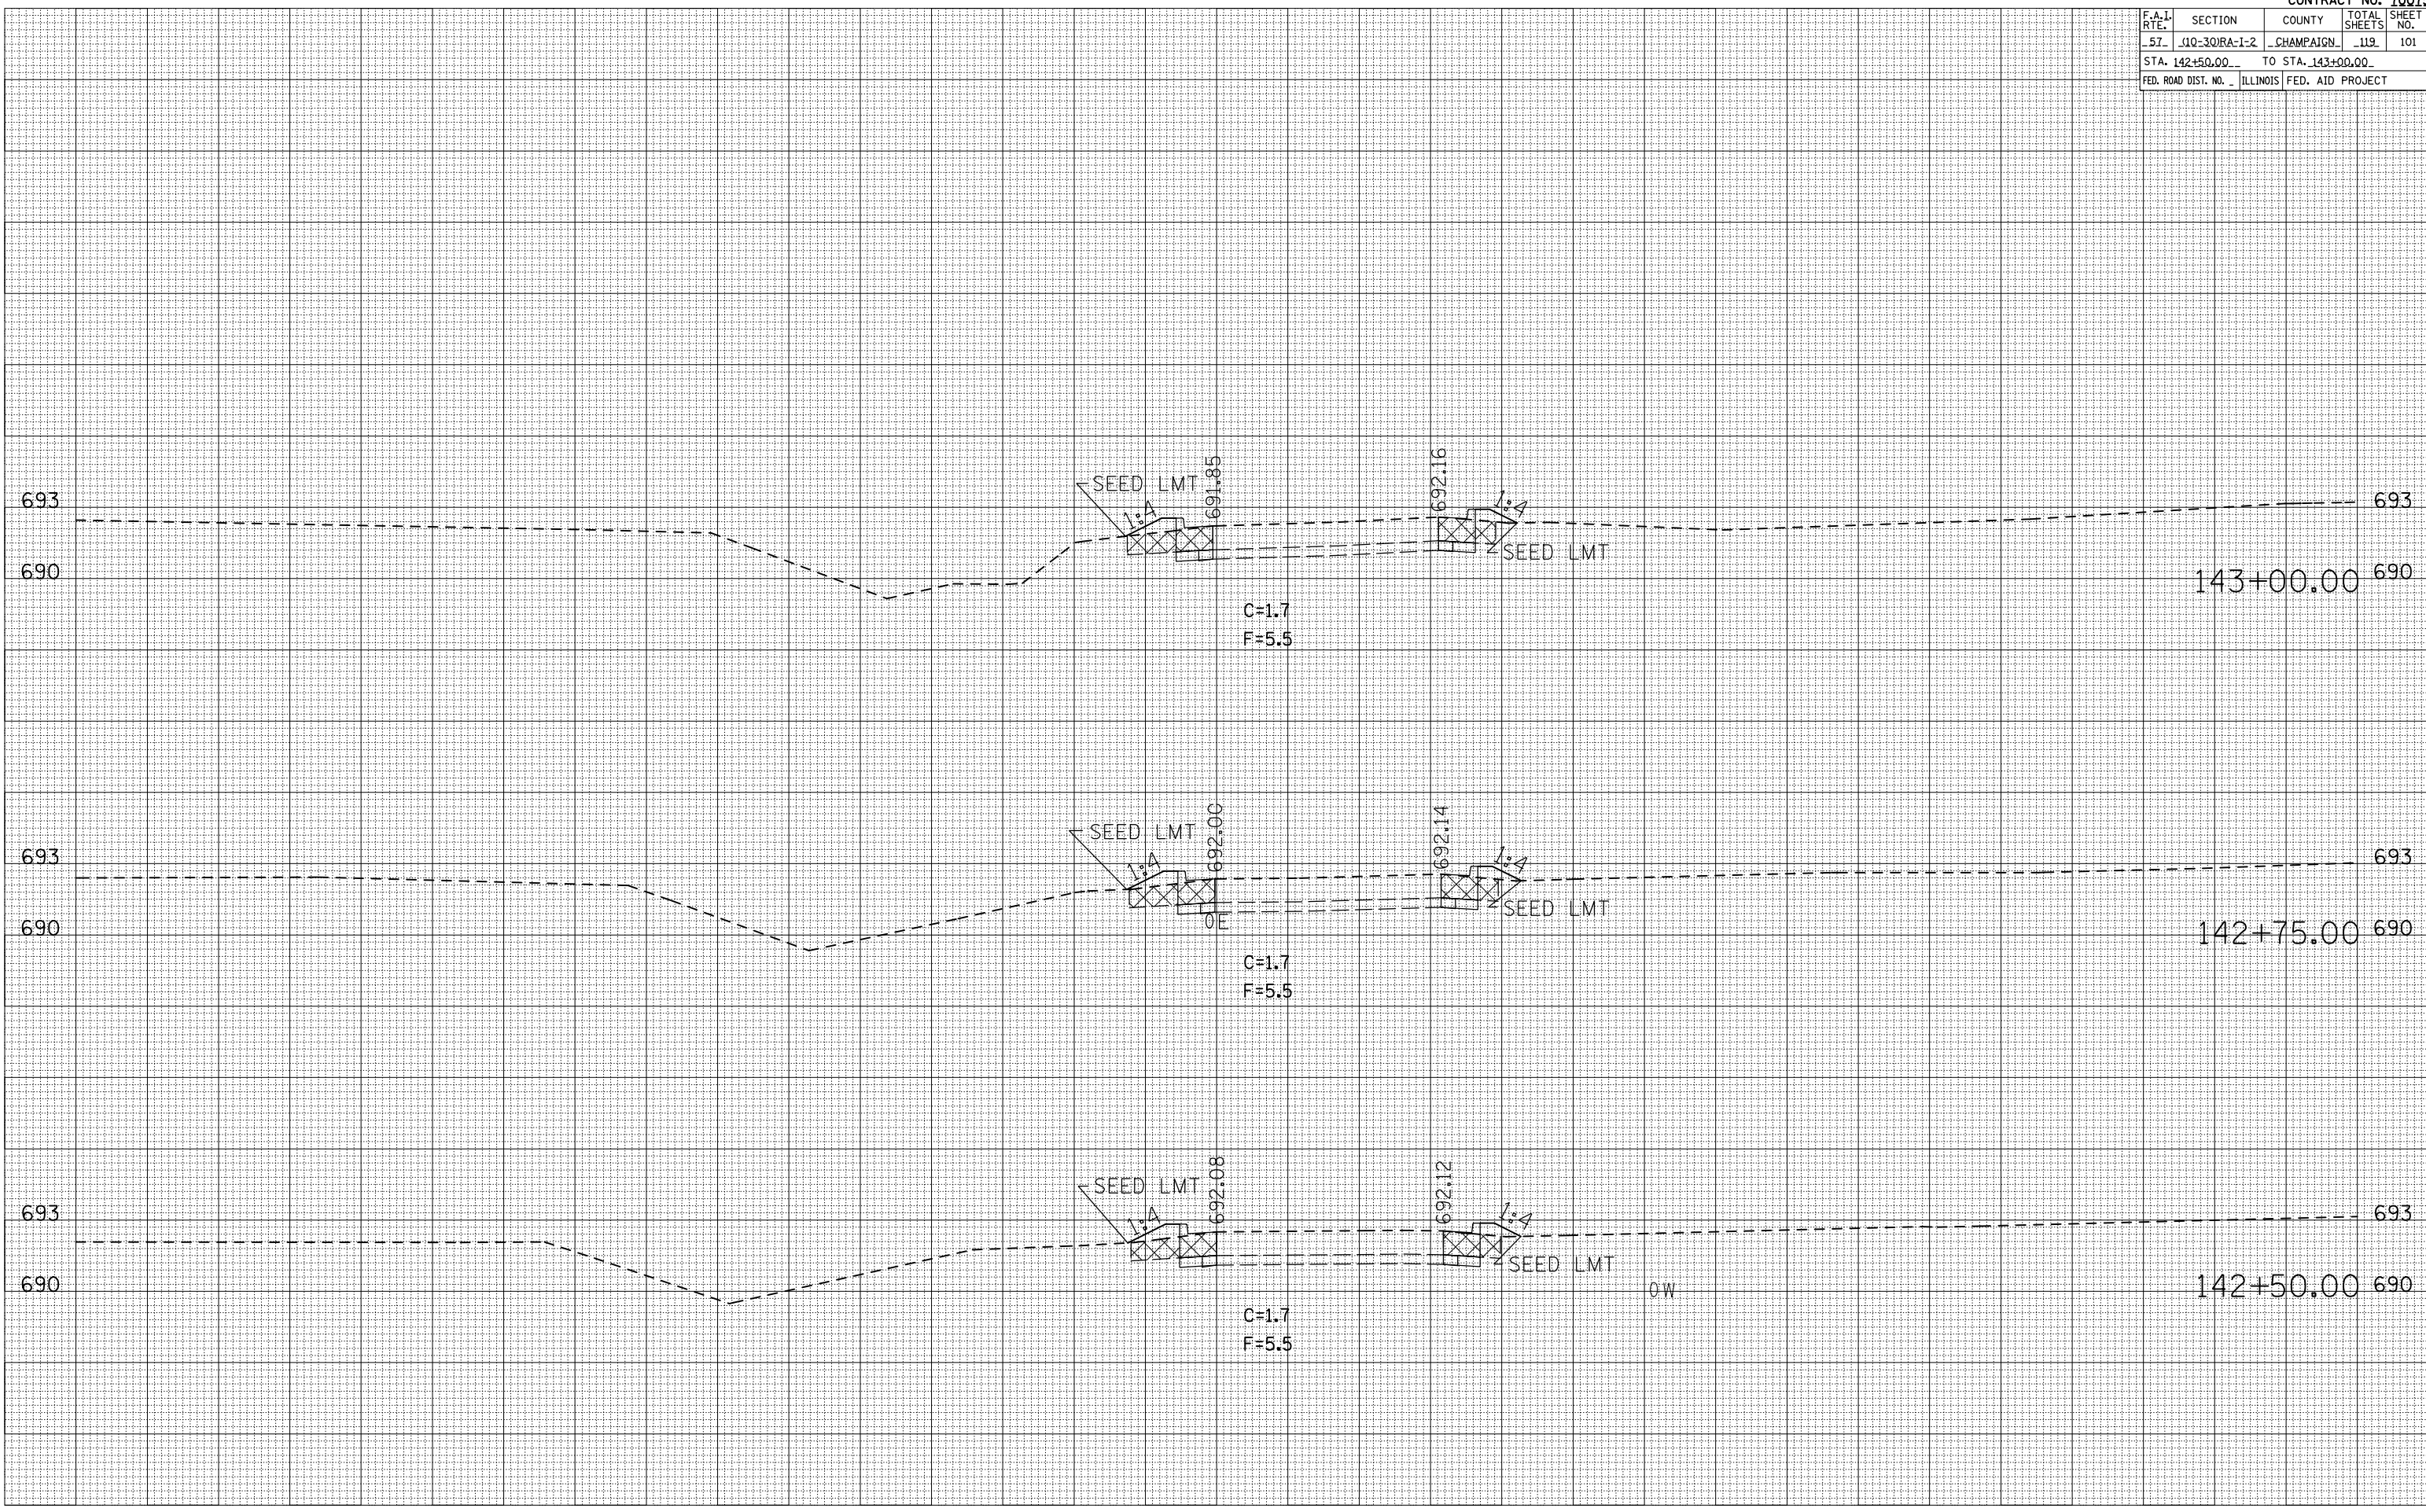 CONTRACT NO.
F.A.I. RTE. SECTION COUNTY TOTAL SHEETS SHEET NO.
57 (10-30)RA-I-2 CHAMPAIGN 119 101
STA. 142+50.00 TO STA. 143+00.00
FED. ROAD DIST. NO. _ ILLINOIS FED. AID PROJECT
SEED LMT
1:4
691.85
692.16
1:4
SEED LMT
693
693
690
690
143+00.00
C=1.7
F=5.5
SEED LMT
1:4
692.00
692.14
1:4
SEED LMT
693
693
0E
690
690
142+75.00
C=1.7
F=5.5
SEED LMT
1:4
692.08
692.12
1:4
SEED LMT
693
693
0W
690
690
142+50.00
C=1.7
F=5.5